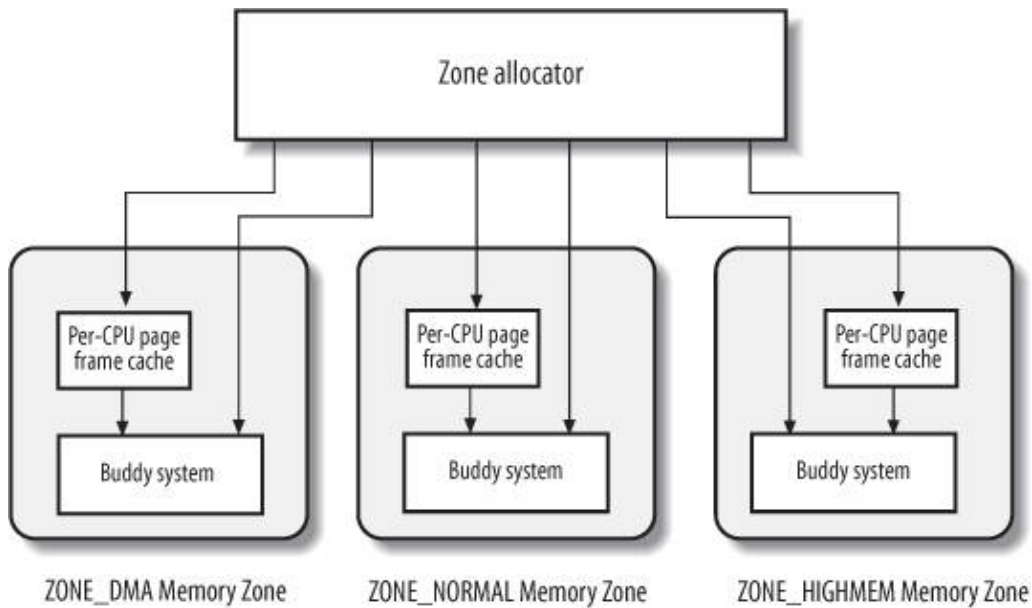 Zone allocator
Per-CPU page
frame cache
Buddy system
ZONE_DMA Memory Zone
Per-CPU page
frame cache
Buddy system
ZONE_NORMAL Memory Zone
Per-CPU page
frame cache
Buddy system
ZONE_HIGHMEM Memory Zone